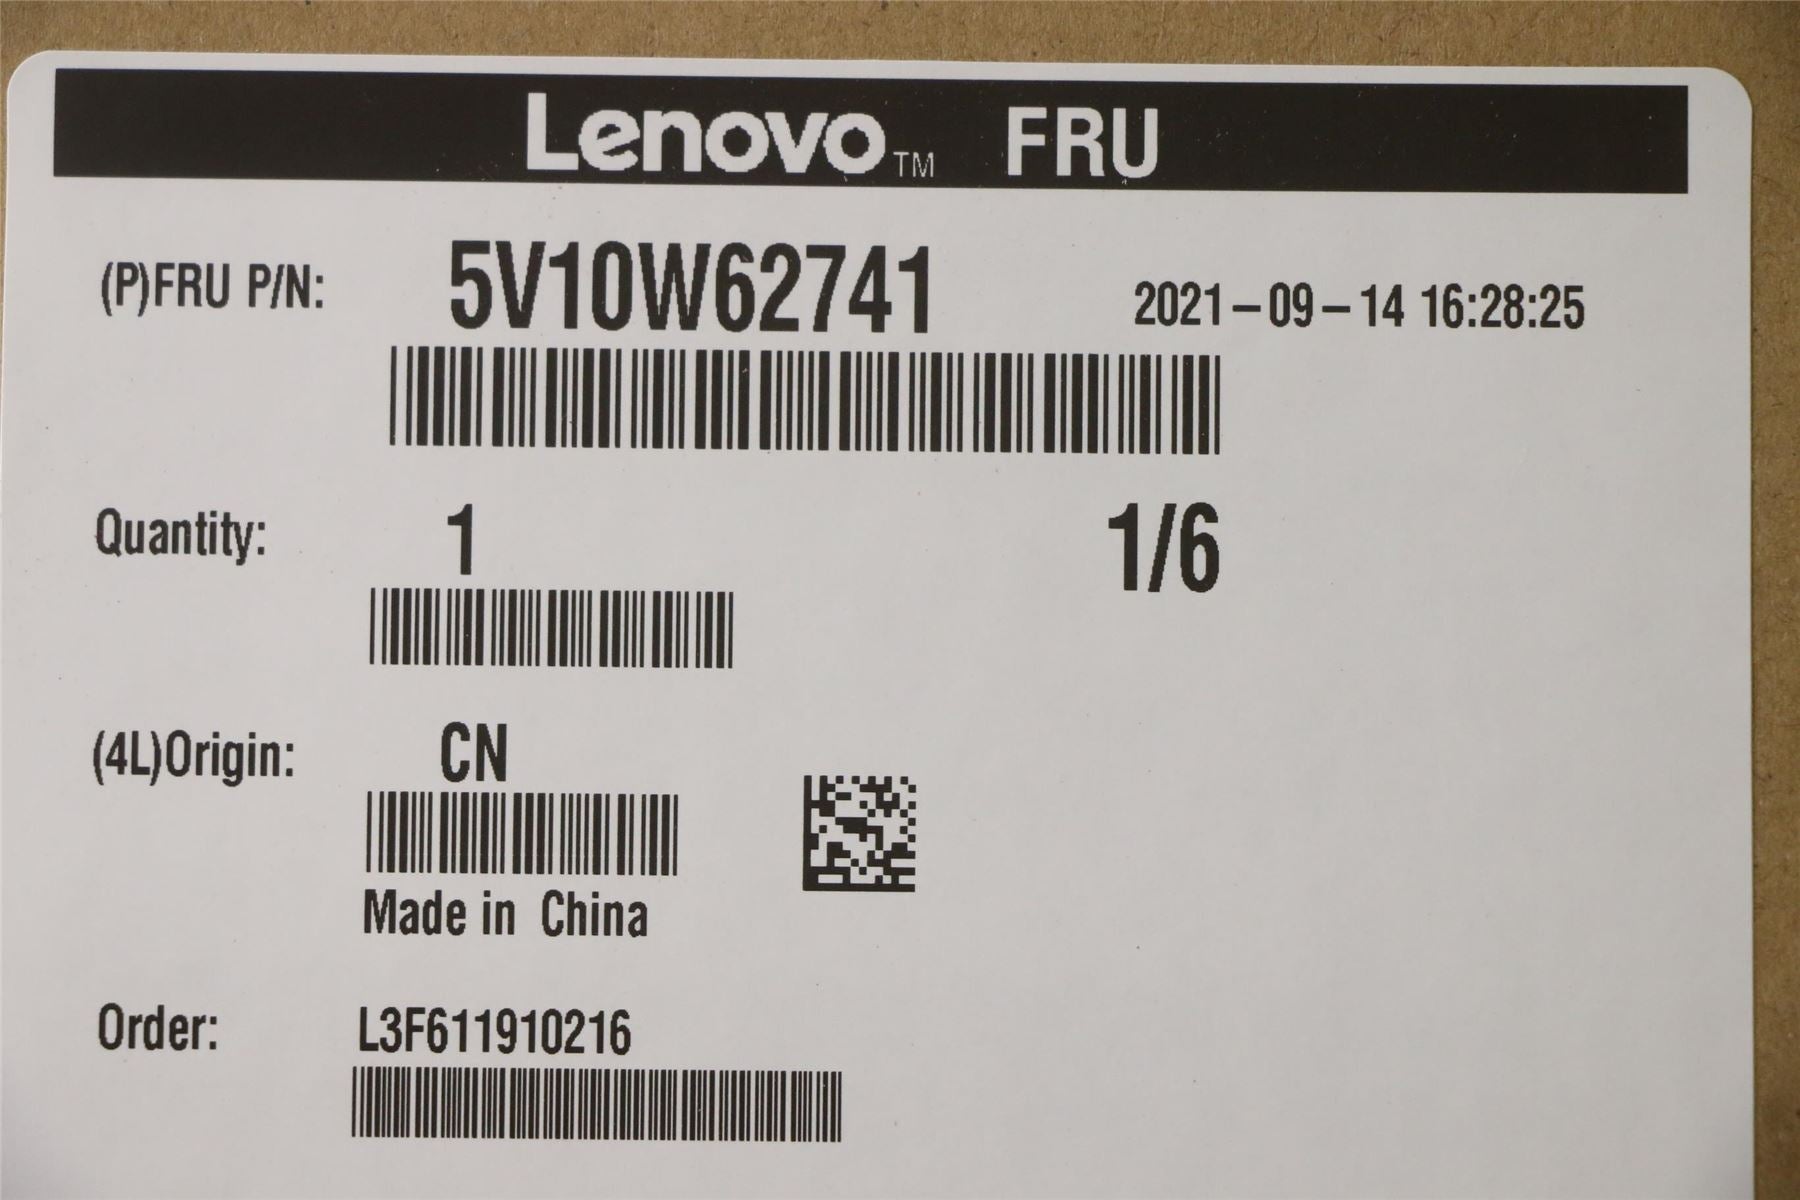 Lenovo™ FRU
(P)FRU P/N: 5V10W62741 2021-09-14 16:28:25
Quantity: 1 1/6
(4L)Origin: CN
Made in China
Order: L3F611910216